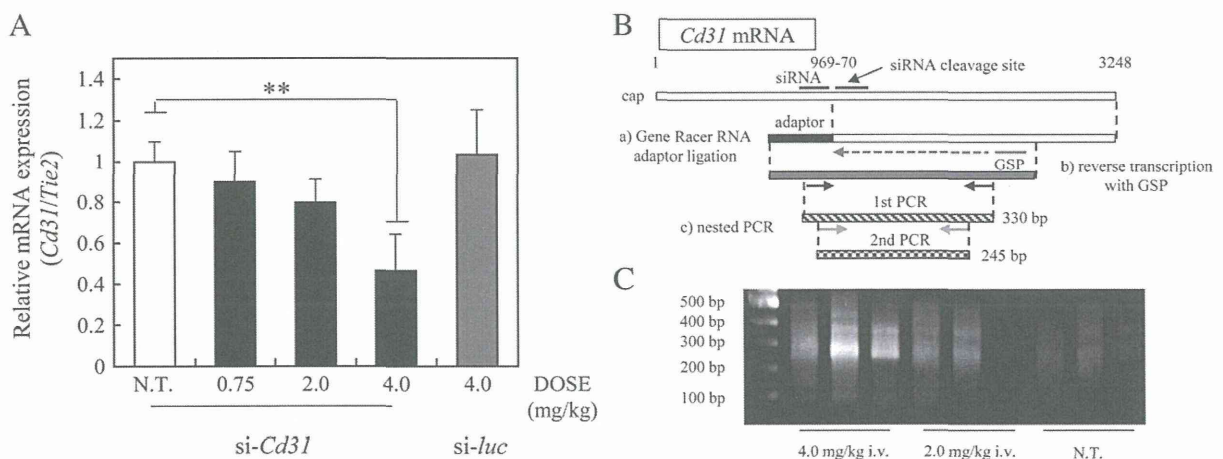 A
Relative mRNA expression
(Cd31/Tie2)
1.4
1.2
1
0.8
0.6
0.4
0.2
0
**
N.T. 0.75 2.0 4.0 4.0 DOSE
(mg/kg)
si-Cd31 si-luc
B
Cd31 mRNA
1 969-70 3248
siRNA siRNA cleavage site
cap
adaptor
a) Gene Racer RNA
adaptor ligation
GSP
b) reverse transcription
with GSP
1st PCR
330 bp
c) nested PCR
2nd PCR
245 bp
C
500 bp
400 bp
300 bp
200 bp
100 bp
4.0 mg/kg i.v. 2.0 mg/kg i.v. N.T.